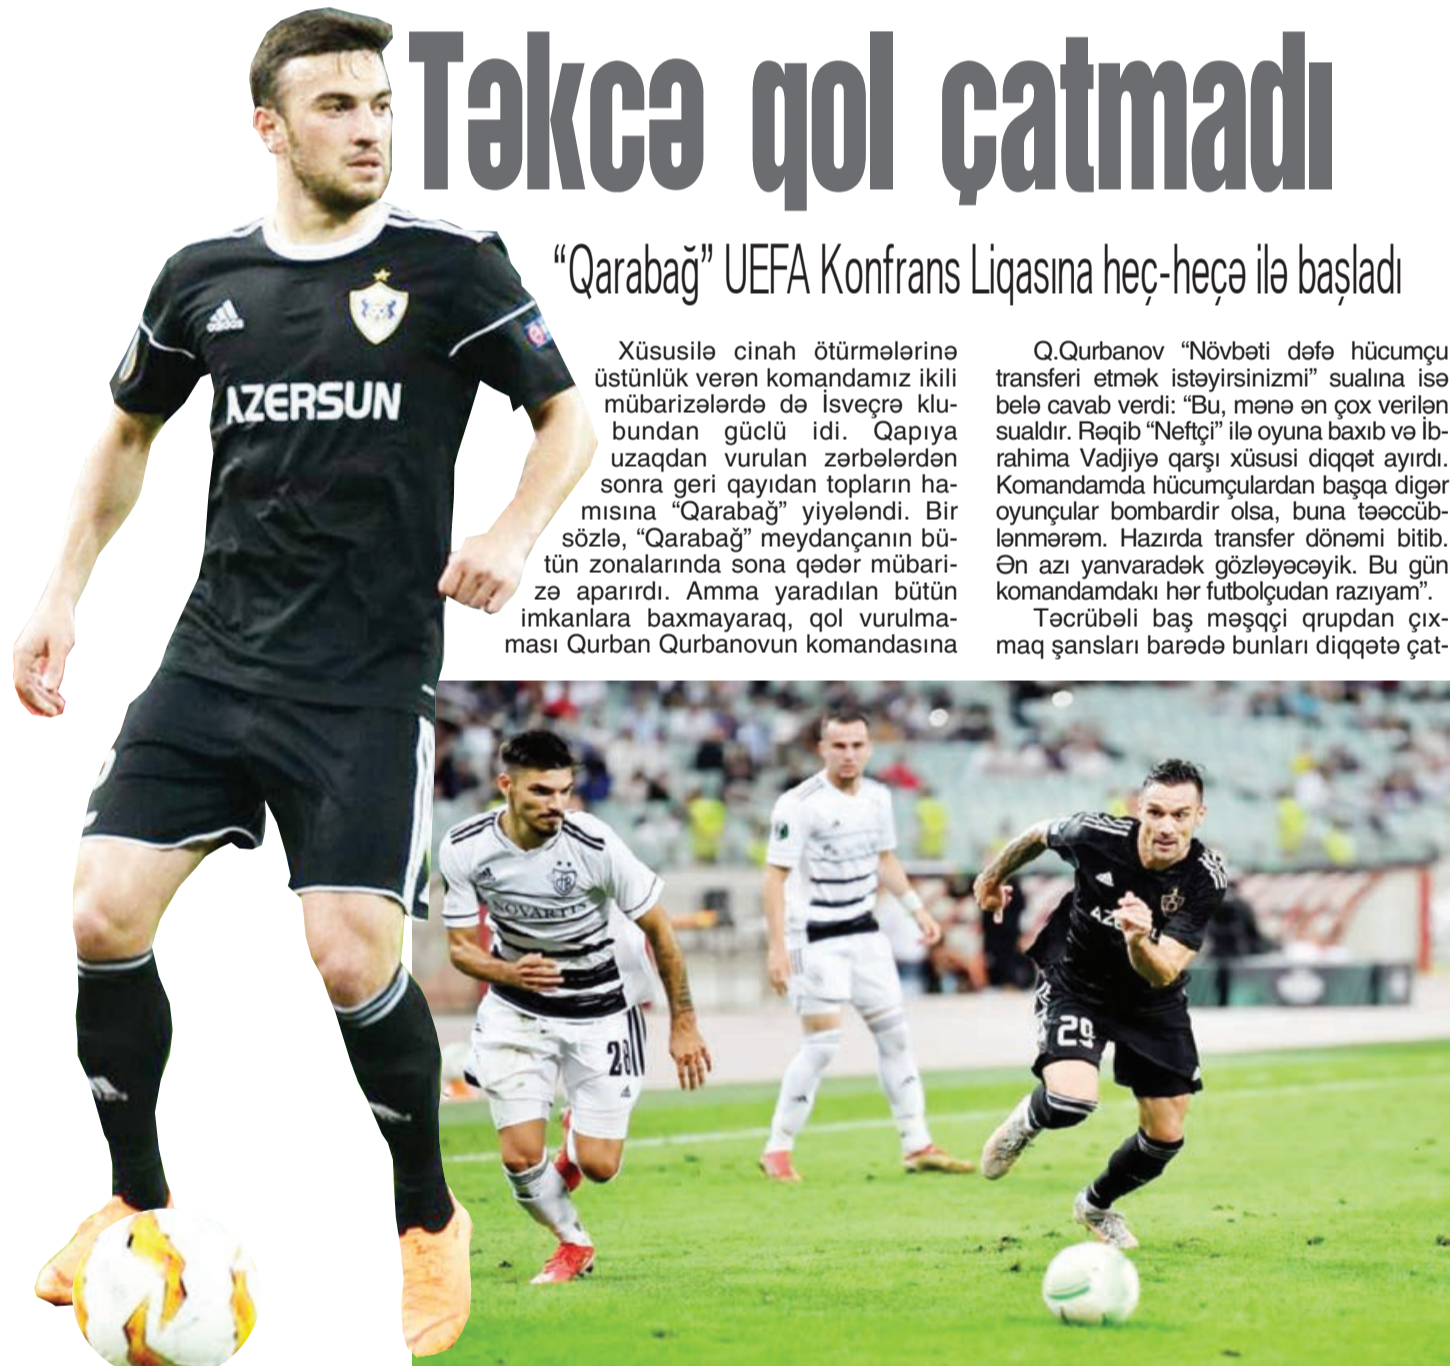 Təkcə qol çatmadı
“Qarabağ” UEFA Konfrans Liqasına heç-heçə ilə başladı
Xüsusilə cinah ötürmələrinə
üstünlük verən komandamız ikili
mübarizələrdə də İsveçrə klu-
bundan güclü idi. Qapıya
uzaqdan vurulan zərbələrdən
sonra geri qayıdan topların ha-
mısına “Qarabağ” yiyələndi. Bir
sözlə, “Qarabağ” meydançanın bü-
tün zonalarında sona qədər mübari-
zə aparırdı. Amma yaradılan bütün
imkanlara baxmayaraq, qol vurulma-
ması Qurban Qurbanovun komandasına
Q.Qurbanov “Növbəti dəfə hücumçu
transferi etmək istəyirsinizmi” sualına isə
belə cavab verdi: “Bu, mənə ən çox verilən
sualdır. Rəqib “Neftçi” ilə oyuna baxıb və İb-
rahima Vadjiyə qarşı xüsusi diqqət ayırdı.
Komandamda hücumçulardan başqa digər
oyunçular bombardir olsa, buna təəccüb-
lənmərəm. Hazırda transfer dönəmi bitib.
Ən azı yanvaradək gözləyəcəyik. Bu gün
komandamdakı hər futbolçudan razıyam”.
Təcrübəli baş məşqçi qrupdan çıx-
maq şansları barədə bunları diqqətə çat-
adidas
AZERSUN
NOVARTIS
28
29